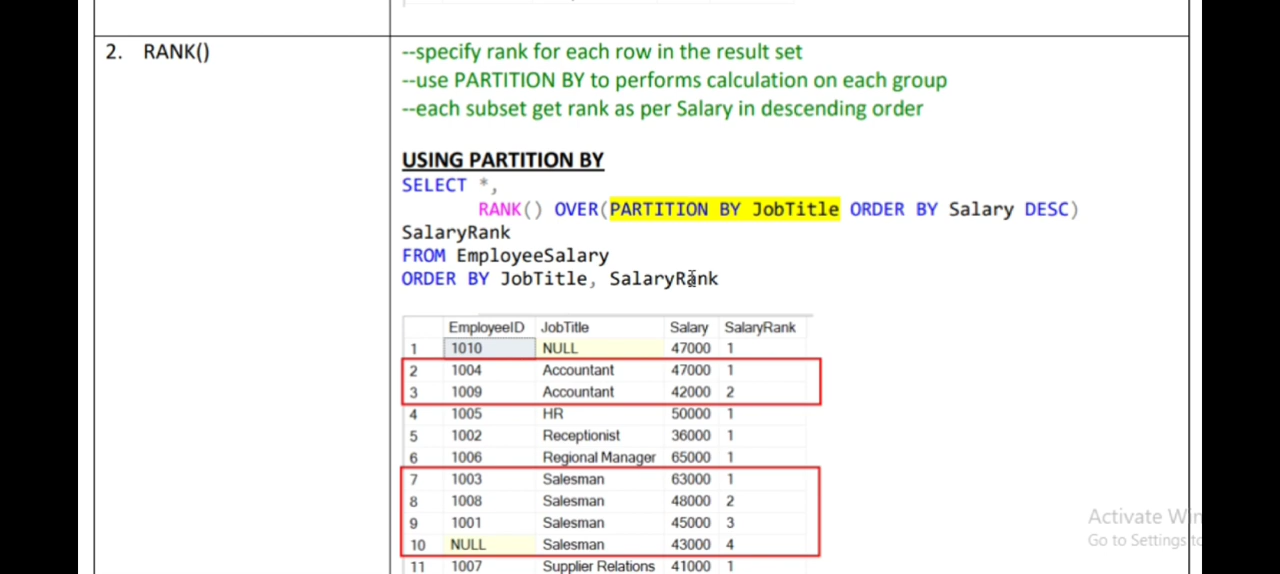 2. RANK()
--specify rank for each row in the result set
--use PARTITION BY to performs calculation on each group
--each subset get rank as per Salary in descending order
USING PARTITION BY
SELECT *,
RANK() OVER(PARTITION BY JobTitle ORDER BY Salary DESC)
SalaryRank
FROM EmployeeSalary
ORDER BY JobTitle, SalaryRank
EmployeeID JobTitle Salary SalaryRank
1 1010 NULL 47000 1
2 1004 Accountant 47000 1
3 1009 Accountant 42000 2
4 1005 HR 50000 1
5 1002 Receptionist 36000 1
6 1006 Regional Manager 65000 1
7 1003 Salesman 63000 1
8 1008 Salesman 48000 2
9 1001 Salesman 45000 3
10 NULL Salesman 43000 4
11 1007 Supplier Relations 41000 1
Activate Win
Go to Settings to